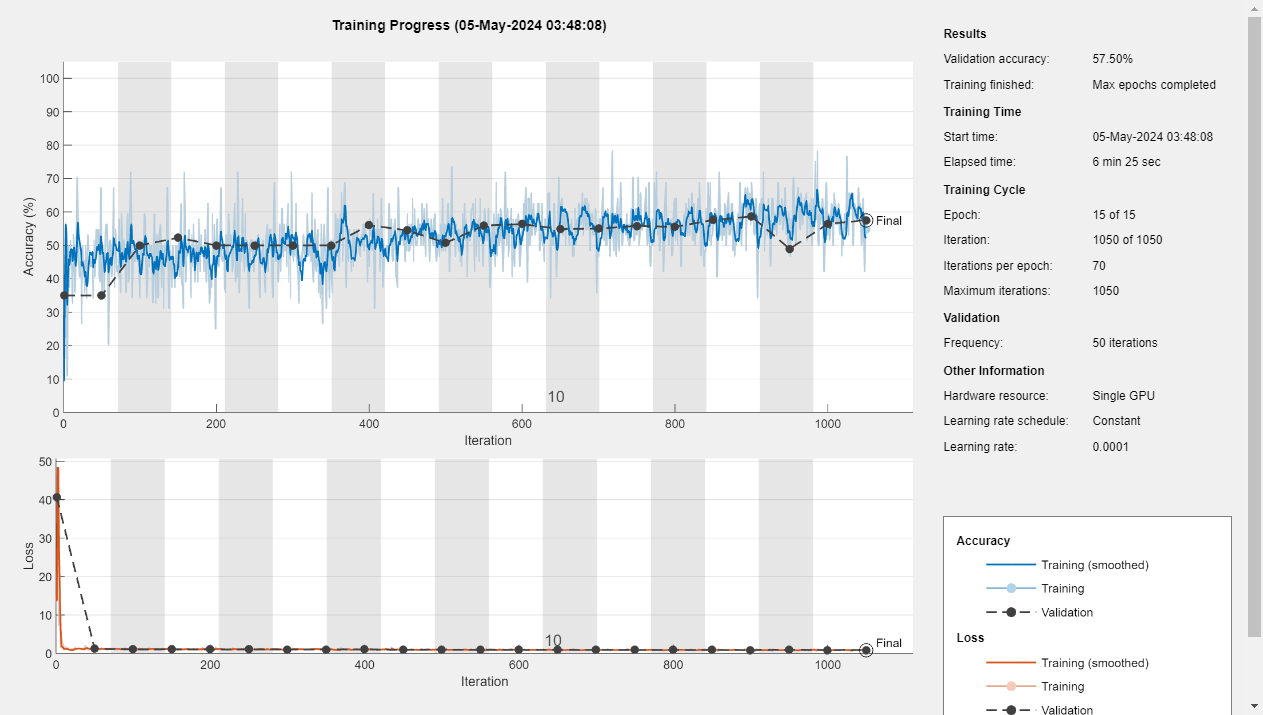 Training Progress (05-May-2024 03:48:08)
100
90
80
70
60
50
40
30
20
10
0
Accuracy (%)
Final
10
0 200 400 600 800 1000
Iteration
50
40
30
20
10
0
Loss
Final
10
0 200 400 600 800 1000
Iteration
Results
Validation accuracy: 57.50%
Training finished: Max epochs completed
Training Time
Start time: 05-May-2024 03:48:08
Elapsed time: 6 min 25 sec
Training Cycle
Epoch: 15 of 15
Iteration: 1050 of 1050
Iterations per epoch: 70
Maximum iterations: 1050
Validation
Frequency: 50 iterations
Other Information
Hardware resource: Single GPU
Learning rate schedule: Constant
Learning rate: 0.0001
Accuracy
Training (smoothed)
Training
Validation
Loss
Training (smoothed)
Training
Validation